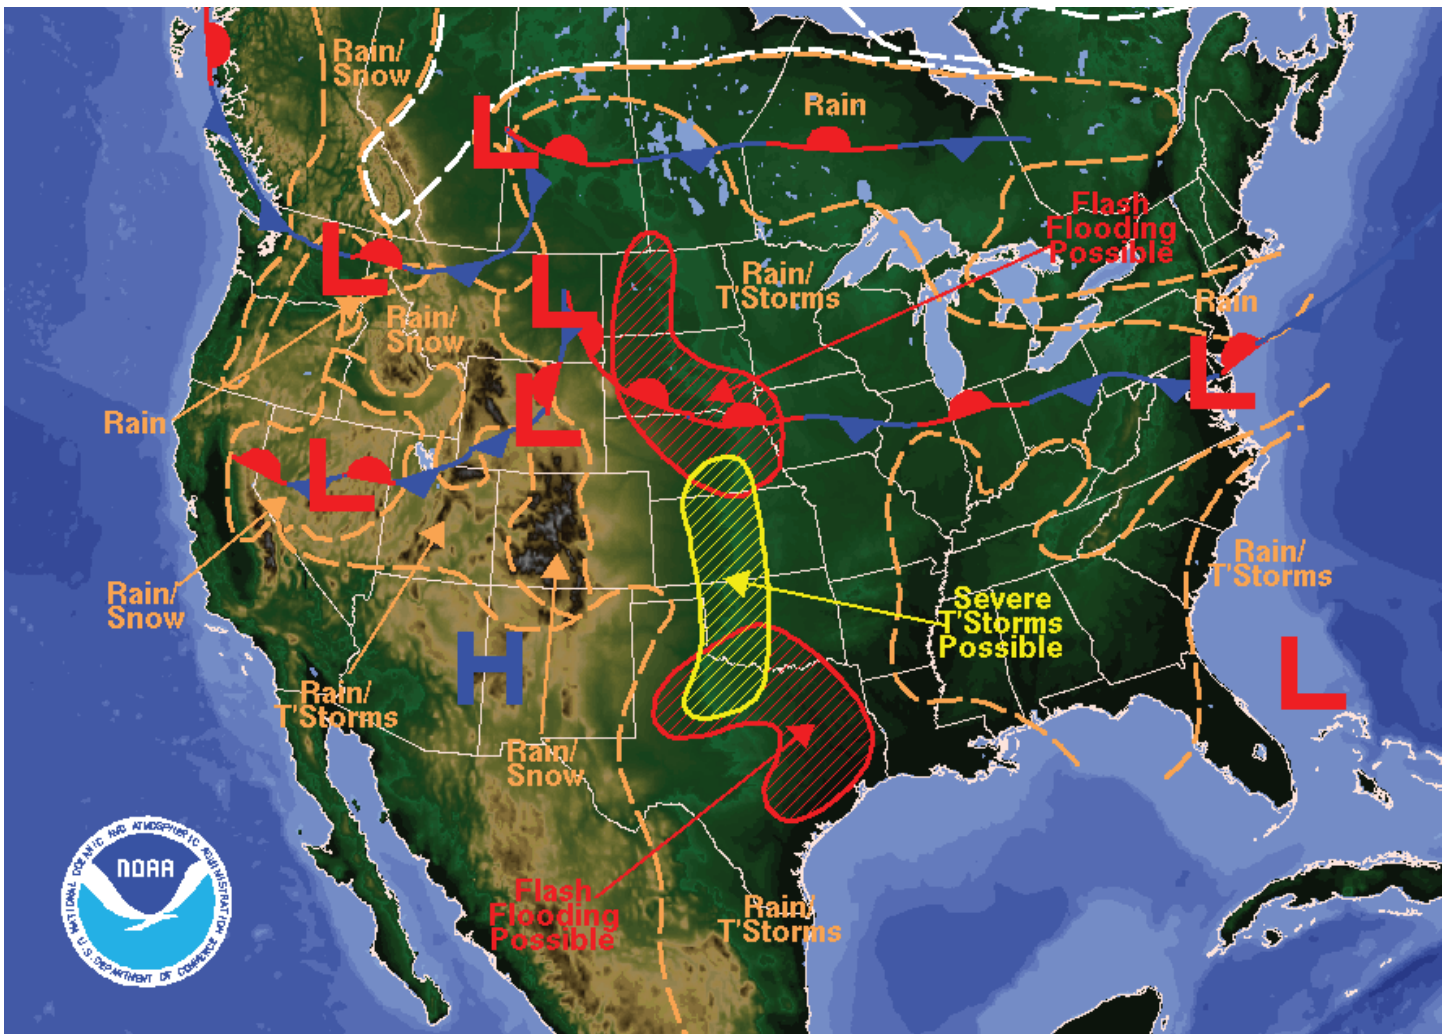 Rain/
Snow
L
Rain
Flash
Flooding
Possible
L
L
Rain/
T'Storms
Rain
Rain/
Snow
L
L
Rain
L
Rain/
Snow
Rain/
T'Storms
Severe
T'Storms
Possible
H
L
Rain/
T'Storms
Rain/
Snow
NATIONAL OCEANIC AND ATMOSPHERIC ADMINISTRATION
NOAA
U.S. DEPARTMENT OF COMMERCE
Flash
Flooding
Possible
Rain/
T'Storms